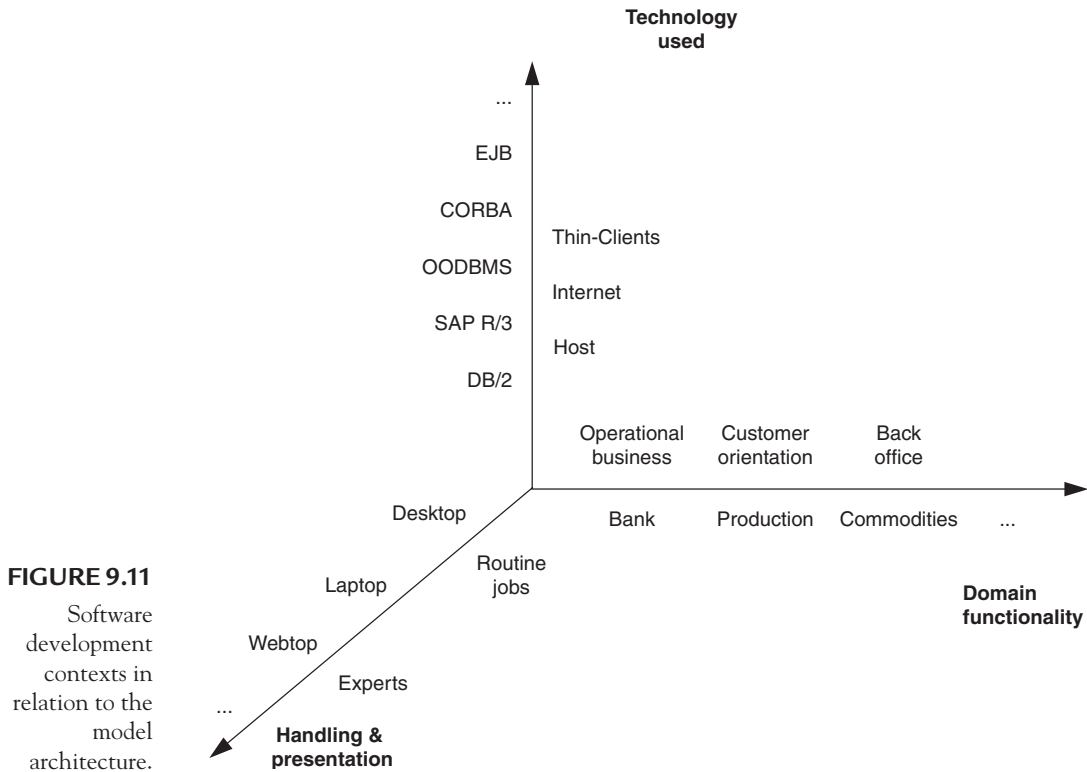 Technology
used
...
EJB
CORBA
Thin-Clients
OODBMS
Internet
SAP R/3
Host
DB/2
Operational
business
Customer
orientation
Back
office
Desktop
Bank
Production
Commodities
...
Routine
jobs
Laptop
Domain
functionality
Webtop
Experts
...
Handling &
presentation
FIGURE 9.11
Software
development
contexts in
relation to the
model
architecture.